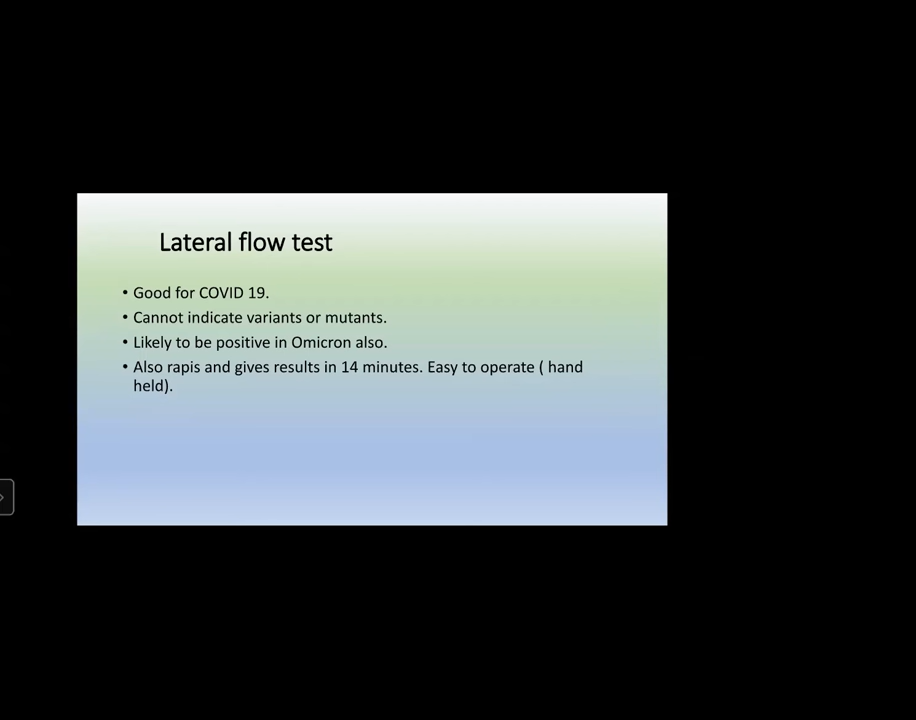 Lateral flow test
• Good for COVID 19.
• Cannot indicate variants or mutants.
• Likely to be positive in Omicron also.
• Also rapis and gives results in 14 minutes. Easy to operate ( hand
held).